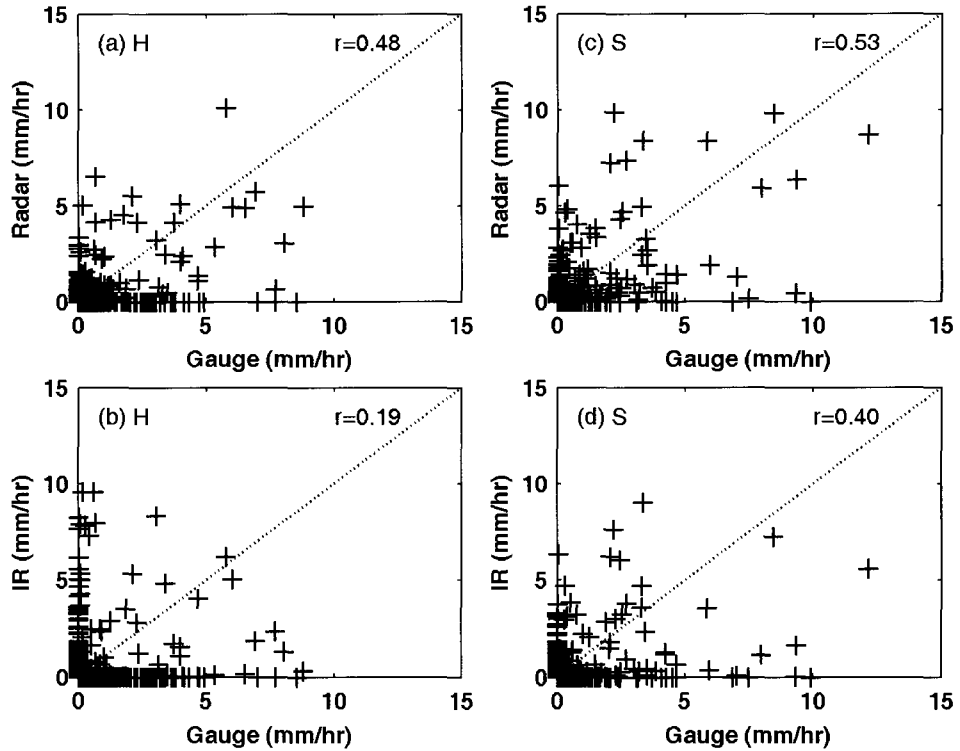 (a) H
r=0.48
15
10
5
0
Radar (mm/hr)
0 5 10 15
Gauge (mm/hr)
(c) S
r=0.53
15
10
5
0
Radar (mm/hr)
0 5 10 15
Gauge (mm/hr)
(b) H
r=0.19
15
10
5
0
IR (mm/hr)
0 5 10 15
Gauge (mm/hr)
(d) S
r=0.40
15
10
5
0
IR (mm/hr)
0 5 10 15
Gauge (mm/hr)